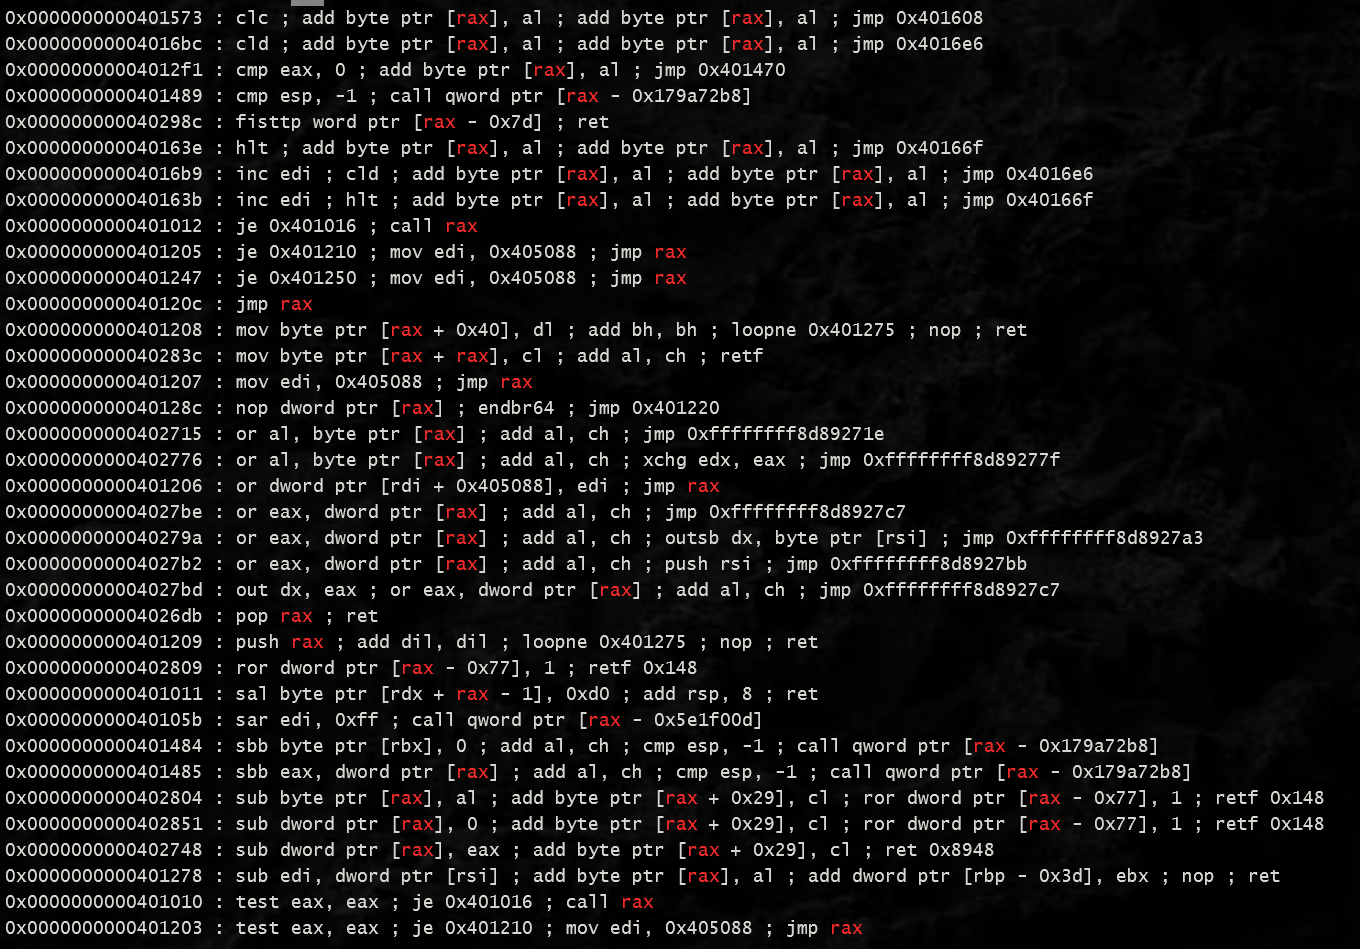 0x0000000000401573 : clc ; add byte ptr [rax], al ; add byte ptr [rax], al ; jmp 0x401608
0x00000000004016bc : cld ; add byte ptr [rax], al ; add byte ptr [rax], al ; jmp 0x4016e6
0x00000000004012f1 : cmp eax, 0 ; add byte ptr [rax], al ; jmp 0x401470
0x0000000000401489 : cmp esp, -1 ; call qword ptr [rax - 0x179a72b8]
0x000000000040298c : fisttp word ptr [rax - 0x7d] ; ret
0x000000000040163e : hlt ; add byte ptr [rax], al ; add byte ptr [rax], al ; jmp 0x40166f
0x00000000004016b9 : inc edi ; cld ; add byte ptr [rax], al ; add byte ptr [rax], al ; jmp 0x4016e6
0x000000000040163b : inc edi ; hlt ; add byte ptr [rax], al ; add byte ptr [rax], al ; jmp 0x40166f
0x0000000000401012 : je 0x401016 ; call rax
0x0000000000401205 : je 0x401210 ; mov edi, 0x405088 ; jmp rax
0x0000000000401247 : je 0x401250 ; mov edi, 0x405088 ; jmp rax
0x000000000040120c : jmp rax
0x0000000000401208 : mov byte ptr [rax + 0x40], dl ; add bh, bh ; loopne 0x401275 ; nop ; ret
0x000000000040283c : mov byte ptr [rax + rax], cl ; add al, ch ; retf
0x0000000000401207 : mov edi, 0x405088 ; jmp rax
0x000000000040128c : nop dword ptr [rax] ; endbr64 ; jmp 0x401220
0x0000000000402715 : or al, byte ptr [rax] ; add al, ch ; jmp 0xffffffff8d89271e
0x0000000000402776 : or al, byte ptr [rax] ; add al, ch ; xchg edx, eax ; jmp 0xffffffff8d89277f
0x0000000000401206 : or dword ptr [rdi + 0x405088], edi ; jmp rax
0x00000000004027be : or eax, dword ptr [rax] ; add al, ch ; jmp 0xffffffff8d8927c7
0x000000000040279a : or eax, dword ptr [rax] ; add al, ch ; outsb dx, byte ptr [rsi] ; jmp 0xffffffff8d8927a3
0x00000000004027b2 : or eax, dword ptr [rax] ; add al, ch ; push rsi ; jmp 0xffffffff8d8927bb
0x00000000004027bd : out dx, eax ; or eax, dword ptr [rax] ; add al, ch ; jmp 0xffffffff8d8927c7
0x00000000004026db : pop rax ; ret
0x0000000000401209 : push rax ; add dil, dil ; loopne 0x401275 ; nop ; ret
0x0000000000402809 : ror dword ptr [rax - 0x77], 1 ; retf 0x148
0x0000000000401011 : sal byte ptr [rdx + rax - 1], 0xd0 ; add rsp, 8 ; ret
0x000000000040105b : sar edi, 0xff ; call qword ptr [rax - 0x5e1f00d]
0x0000000000401484 : sbb byte ptr [rbx], 0 ; add al, ch ; cmp esp, -1 ; call qword ptr [rax - 0x179a72b8]
0x0000000000401485 : sbb eax, dword ptr [rax] ; add al, ch ; cmp esp, -1 ; call qword ptr [rax - 0x179a72b8]
0x0000000000402804 : sub byte ptr [rax], al ; add byte ptr [rax + 0x29], cl ; ror dword ptr [rax - 0x77], 1 ; retf 0x148
0x0000000000402851 : sub dword ptr [rax], 0 ; add byte ptr [rax + 0x29], cl ; ror dword ptr [rax - 0x77], 1 ; retf 0x148
0x0000000000402748 : sub dword ptr [rax], eax ; add byte ptr [rax + 0x29], cl ; ret 0x8948
0x0000000000401278 : sub edi, dword ptr [rsi] ; add byte ptr [rax], al ; add dword ptr [rbp - 0x3d], ebx ; nop ; ret
0x0000000000401010 : test eax, eax ; je 0x401016 ; call rax
0x0000000000401203 : test eax, eax ; je 0x401210 ; mov edi, 0x405088 ; jmp rax